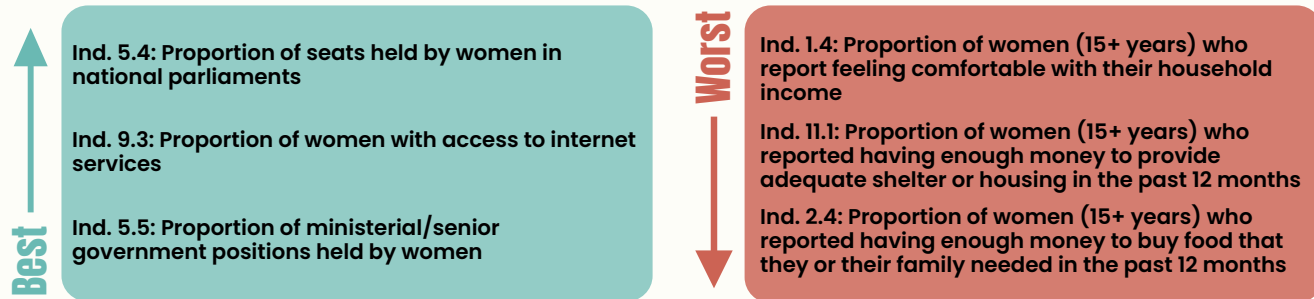 Best
Ind. 5.4: Proportion of seats held by women in
national parliaments
Ind. 9.3: Proportion of women with access to internet
services
Ind. 5.5: Proportion of ministerial/senior
government positions held by women
Worst
Ind. 1.4: Proportion of women (15+ years) who
report feeling comfortable with their household
income
Ind. 11.1: Proportion of women (15+ years) who
reported having enough money to provide
adequate shelter or housing in the past 12 months
Ind. 2.4: Proportion of women (15+ years) who
reported having enough money to buy food that
they or their family needed in the past 12 months